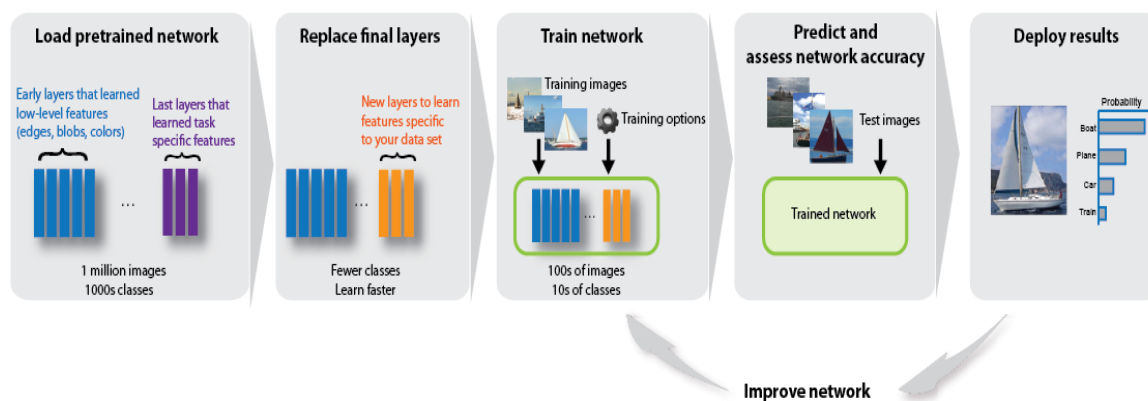 Load pretrained network
Early layers that learned
low-level features
(edges, blobs, colors)
Last layers that
learned task
specific features
...
1 million images
1000s classes
Replace final layers
New layers to learn
features specific
to your data set
...
Fewer classes
Learn faster
Train network
Training images
Training options
...
100s of images
10s of classes
Predict and
assess network accuracy
Test images
Trained network
Deploy results
Probability
Boat
Plane
Car
Train
Improve network